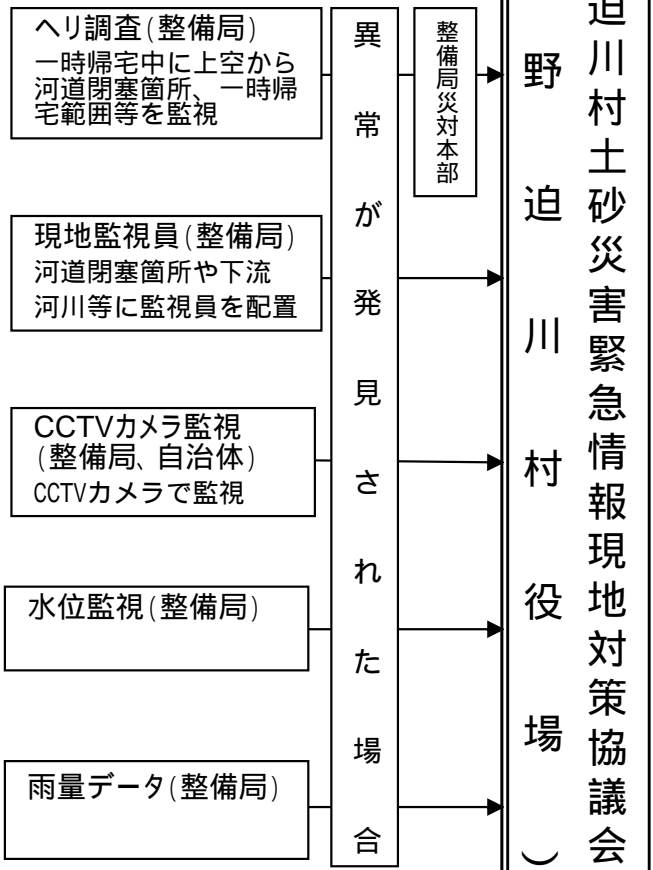 ヘリ調査(整備局)
一時帰宅中に上空から
河道閉塞箇所、一時帰
宅範囲等を監視
現地監視員(整備局)
河道閉塞箇所や下流
河川等に監視員を配置
CCTVカメラ監視
(整備局、自治体)
CCTVカメラで監視
水位監視(整備局)
雨量データ(整備局)
異常が発見された場合
整備局災対本部
迫川村土砂災害緊急情報現地対策協議会
野迫川村役場)